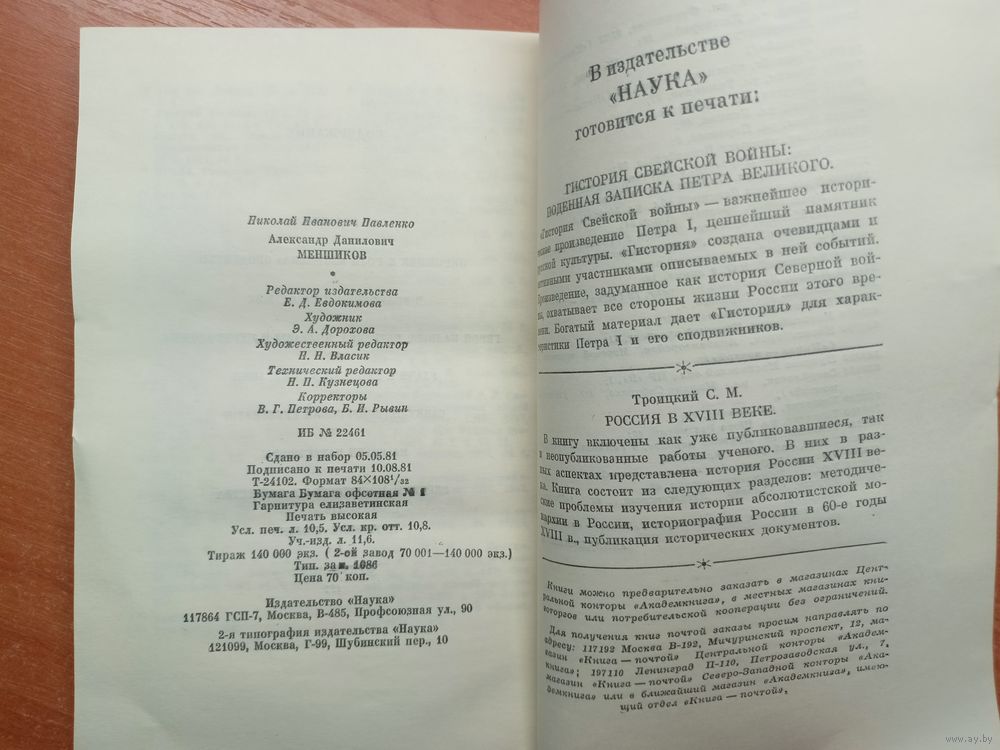 Николай Иванович Павленко
Александр Данилович
МЕНШИКОВ
Редактор издательства
Е. Д. Евдокимова
Художник
Э. А. Дорохова
Художественный редактор
Н. Н. Власик
Технический редактор
Н. П. Кузнецова
Корректоры
В. Г. Петрова, Б. И. Рывин
ИБ № 22461
Сдано в набор 05.05.81
Подписано к печати 10.08.81
Т-24102. Формат 84×108¹/₃₂
Бумага Бумага офсетная № 1
Гарнитура елизаветинская
Печать высокая
Усл. печ. л. 10,5. Усл. кр. отт. 10,8.
Уч.-изд. л. 11,6.
Тираж 140 000 экз. ( 2-ой завод 70 001—140 000 экз.)
Тип. зак. 1086
Цена 70 коп.
Издательство «Наука»
117864 ГСП-7, Москва, В-485, Профсоюзная ул., 90
2-я типография издательства «Наука»
121099, Москва, Г-99, Шубинский пер., 10
В издательстве
«НАУКА»
готовится к печати:
ГИСТОРИЯ СВЕЙСКОЙ ВОЙНЫ:
ПОДЕННАЯ ЗАПИСКА ПЕТРА ВЕЛИКОГО.
«Гистория Свейской войны» — важнейшее истори-
ческое произведение Петра I, ценнейший памятник
русской культуры. «Гистория» создана очевидцами и
активными участниками описываемых в ней событий.
Произведение, задуманное как история Северной вой-
ны, охватывает все стороны жизни России этого вре-
мени. Богатый материал дает «Гистория» для харак-
теристики Петра I и его сподвижников.
Троицкий С. М.
РОССИЯ В XVIII ВЕКЕ.
В книгу включены как уже публиковавшиеся, так
и неопубликованные работы ученого. В них в раз-
ных аспектах представлена история России XVIII ве-
ка. Книга состоит из следующих разделов: методиче-
ские проблемы изучения истории абсолютистской мо-
нархии в России, историография России в 60-е годы
XVIII в., публикация исторических документов.
Книги можно предварительно заказать в магазинах Цент-
ральной конторы «Академкнига», в местных магазинах кни-
готоргов или потребительской кооперации без ограничений.
Для получения книг почтой заказы просим направлять по
адресу: 117192 Москва В-192, Мичуринский проспект, 12, ма-
газин «Книга — почтой» Центральной конторы «Академ-
книга»; 197110 Ленинград П-110, Петрозаводская ул., 7,
магазин «Книга — почтой» Северо-Западной конторы «Ака-
демкнига» или в ближайший магазин «Академкнига», имею-
щий отдел «Книга — почтой».
www.ay.by